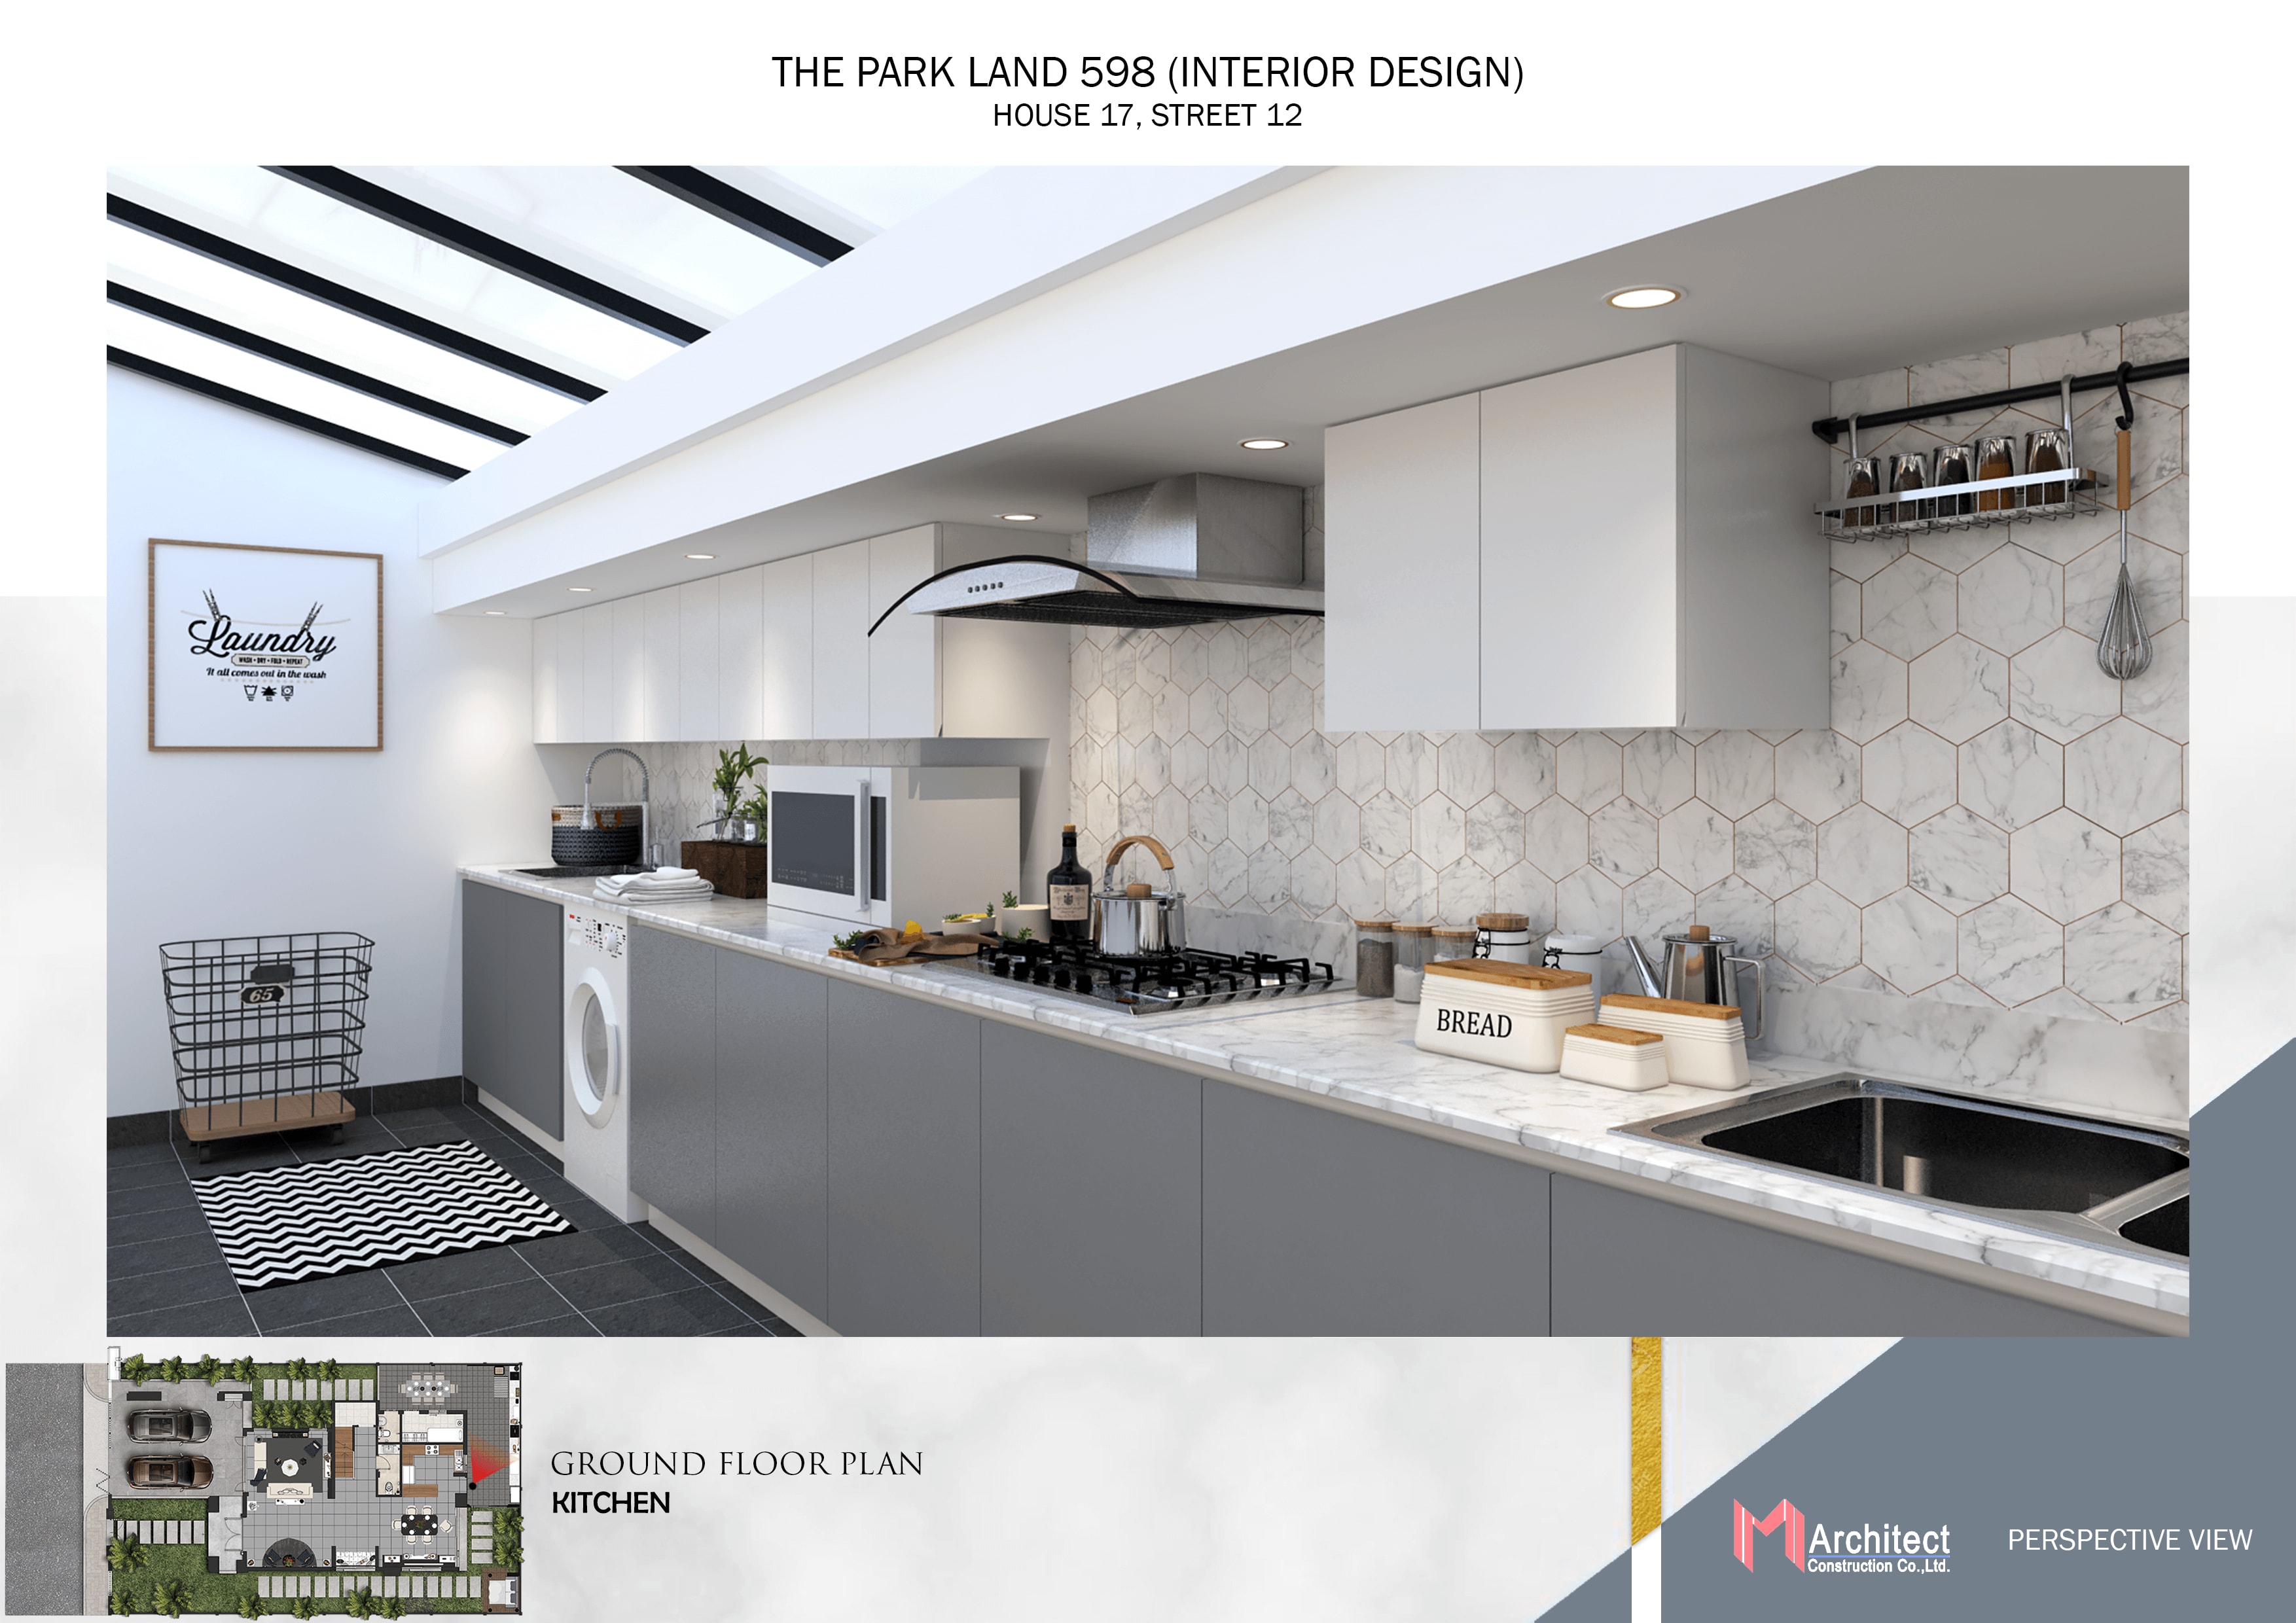 THE PARK LAND 598 (INTERIOR DESIGN)
HOUSE 17, STREET 12
Laundry
WASH • DRY • FOLD • REPEAT
It all comes out in the wash
65
BREAD
GROUND FLOOR PLAN
KITCHEN
M Architect
Construction Co.,Ltd.
PERSPECTIVE VIEW